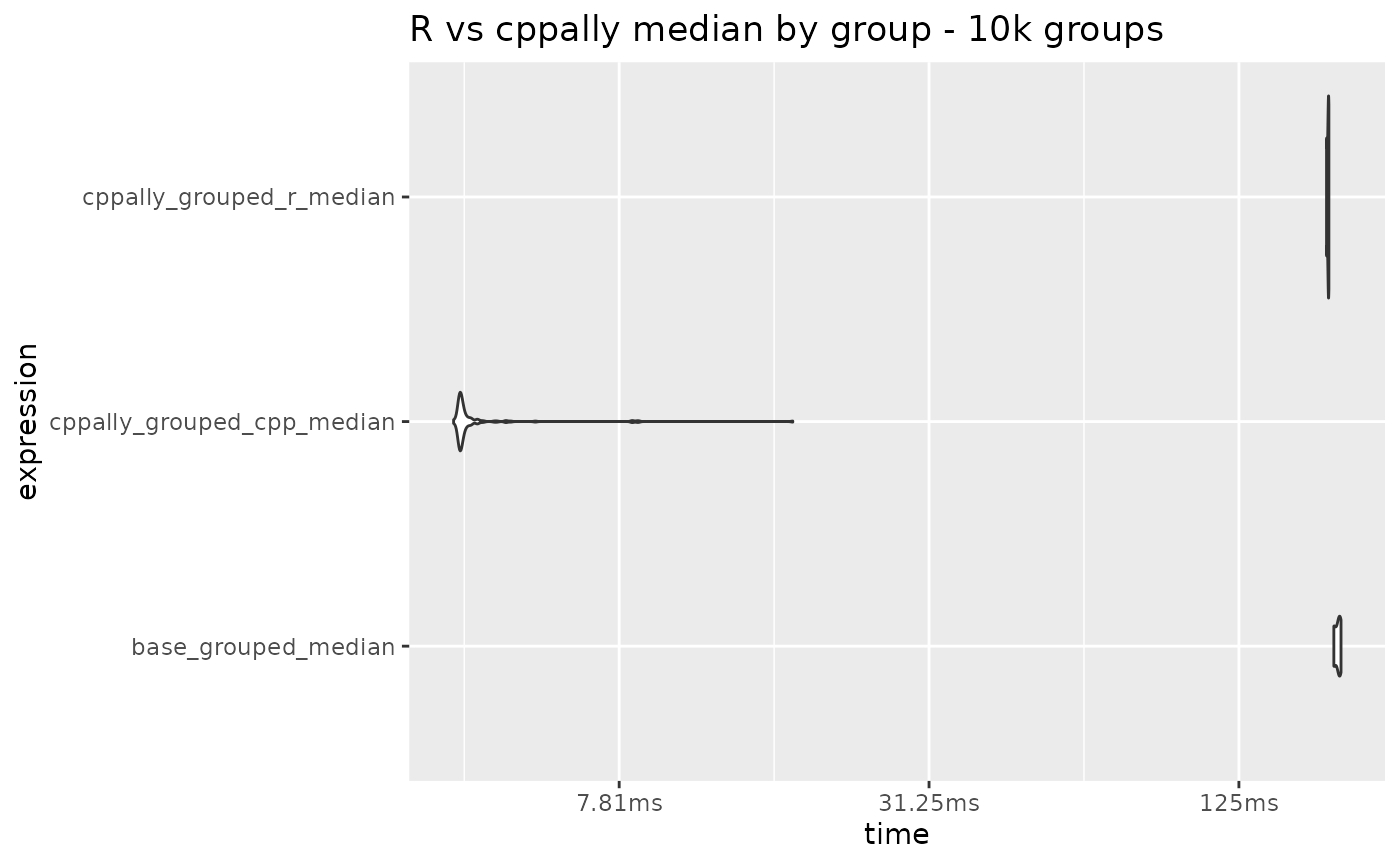 R vs cppally median by group - 10k groups
expression
cppally_grouped_r_median
cppally_grouped_cpp_median
base_grouped_median
7.81ms 31.25ms 125ms
time